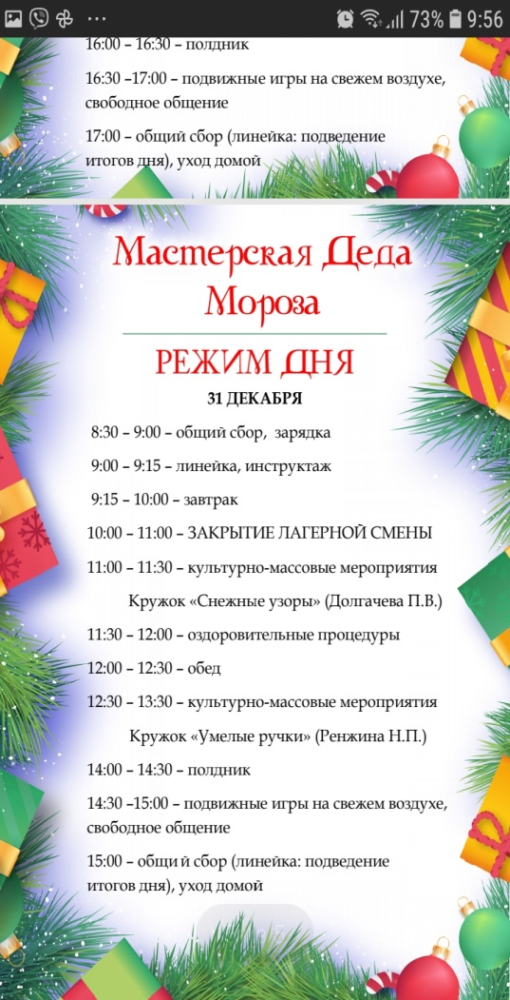 73% 9:56
16:00 – 16:30 – полдник
16:30 –17:00 – подвижные игры на свежем воздухе,
свободное общение
17:00 – общий сбор (линейка: подведение
итогов дня), уход домой
Мастерская Деда
Мороза
РЕЖИМ ДНЯ
31 ДЕКАБРЯ
8:30 – 9:00 – общий сбор, зарядка
9:00 – 9:15 – линейка, инструктаж
9:15 – 10:00 – завтрак
10:00 – 11:00 – ЗАКРЫТИЕ ЛАГЕРНОЙ СМЕНЫ
11:00 – 11:30 – культурно-массовые мероприятия
Кружок «Снежные узоры» (Долгачева П.В.)
11:30 – 12:00 – оздоровительные процедуры
12:00 – 12:30 – обед
12:30 – 13:30 – культурно-массовые мероприятия
Кружок «Умелые ручки» (Ренжина Н.П.)
14:00 – 14:30 – полдник
14:30 –15:00 – подвижные игры на свежем воздухе,
свободное общение
15:00 – общий сбор (линейка: подведение
итогов дня), уход домой